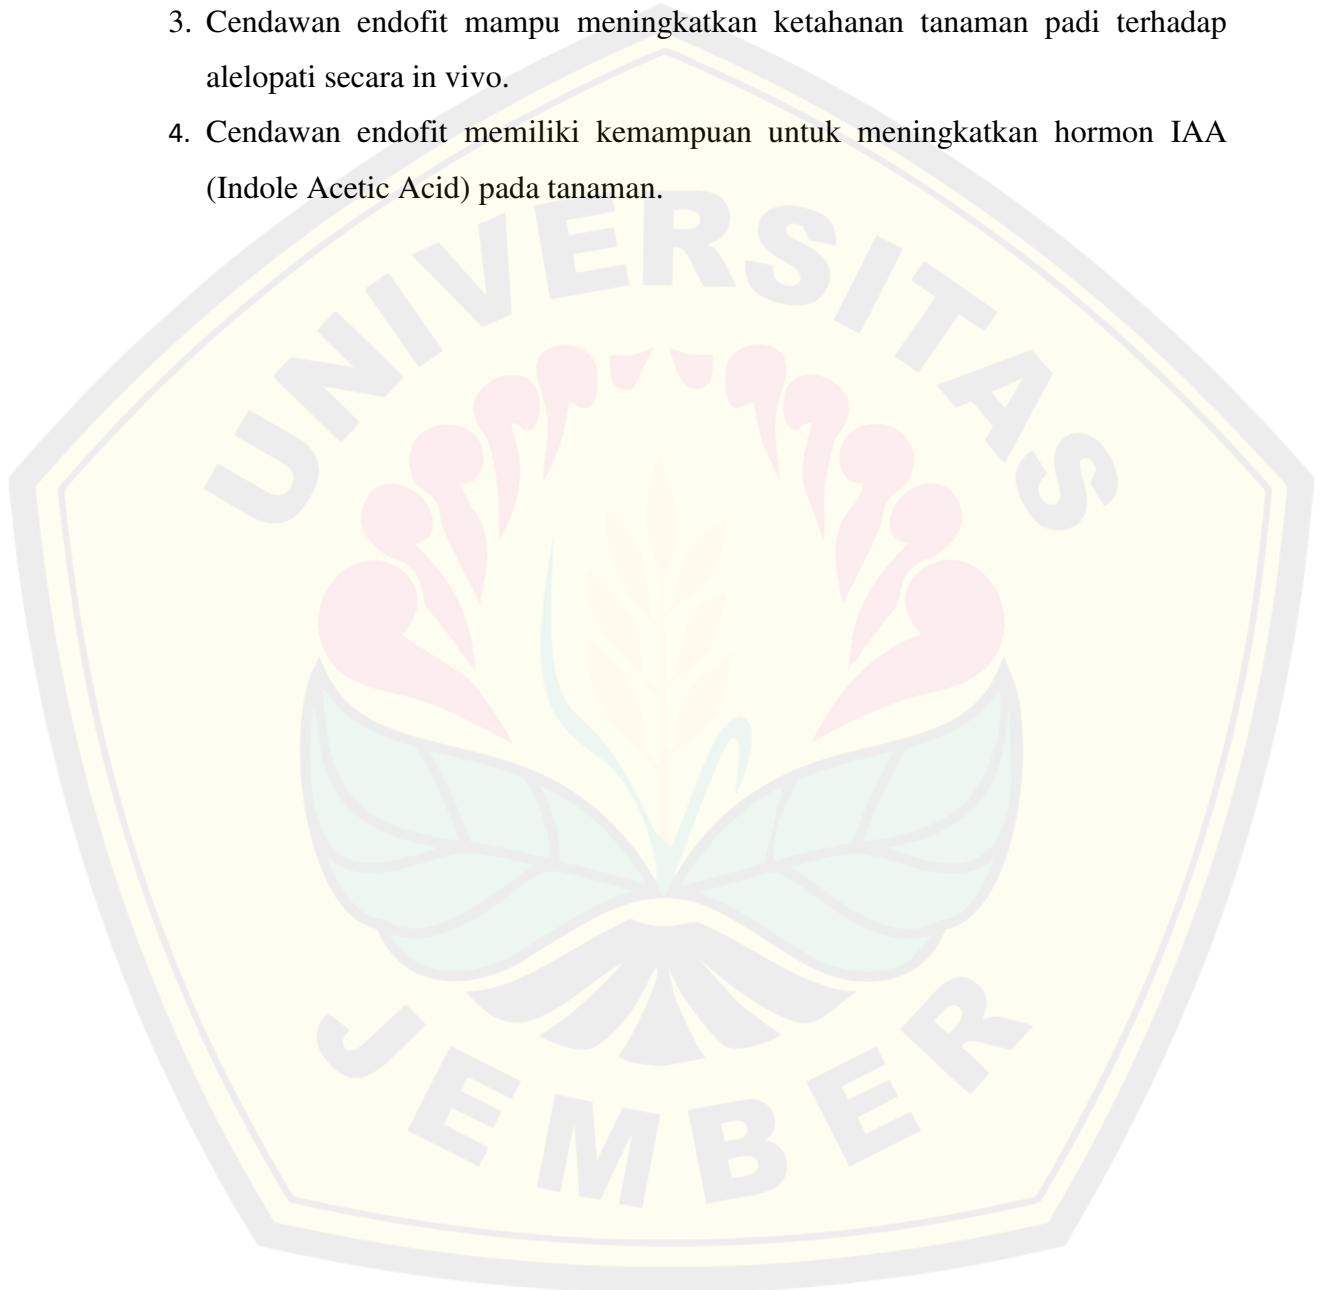 3. Cendawan endofit mampu meningkatkan ketahanan tanaman padi terhadap
alelopati secara in vivo.
4. Cendawan endofit memiliki kemampuan untuk meningkatkan hormon IAA
(Indole Acetic Acid) pada tanaman.
UNIVERSITAS
JEMBER